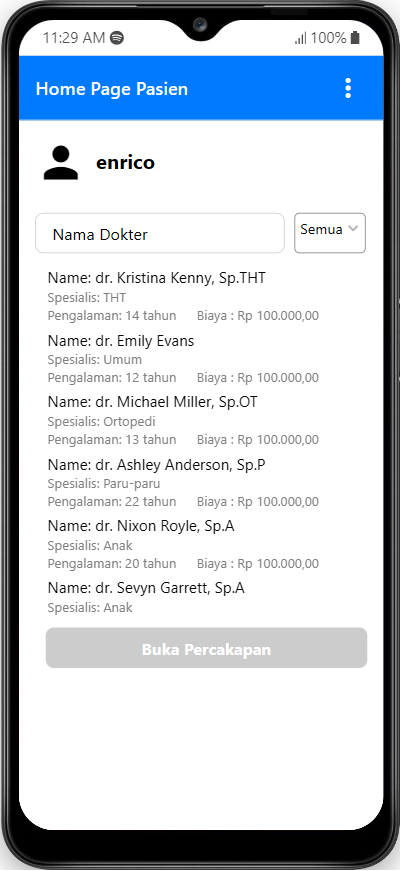 11:29 AM 100%
Home Page Pasien
enrico
Nama Dokter Semua
Name: dr. Kristina Kenny, Sp.THT
Spesialis: THT
Pengalaman: 14 tahun Biaya : Rp 100.000,00
Name: dr. Emily Evans
Spesialis: Umum
Pengalaman: 12 tahun Biaya : Rp 100.000,00
Name: dr. Michael Miller, Sp.OT
Spesialis: Ortopedi
Pengalaman: 13 tahun Biaya : Rp 100.000,00
Name: dr. Ashley Anderson, Sp.P
Spesialis: Paru-paru
Pengalaman: 22 tahun Biaya : Rp 100.000,00
Name: dr. Nixon Royle, Sp.A
Spesialis: Anak
Pengalaman: 20 tahun Biaya : Rp 100.000,00
Name: dr. Sevyn Garrett, Sp.A
Spesialis: Anak
Buka Percakapan